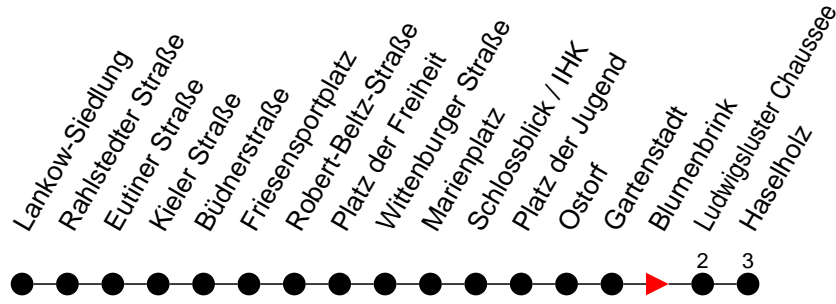 Lankow-Siedlung
Rahlstedter Straße
Eutiner Straße
Kieler Straße
Büdnerstraße
Friesensportplatz
Robert-Beltz-Straße
Platz der Freiheit
Wittenburger Straße
Marienplatz
Schlossblick / IHK
Platz der Jugend
Ostorf
Gartenstadt
Blumenbrink
Ludwigsluster Chaussee
Haselholz
2
3